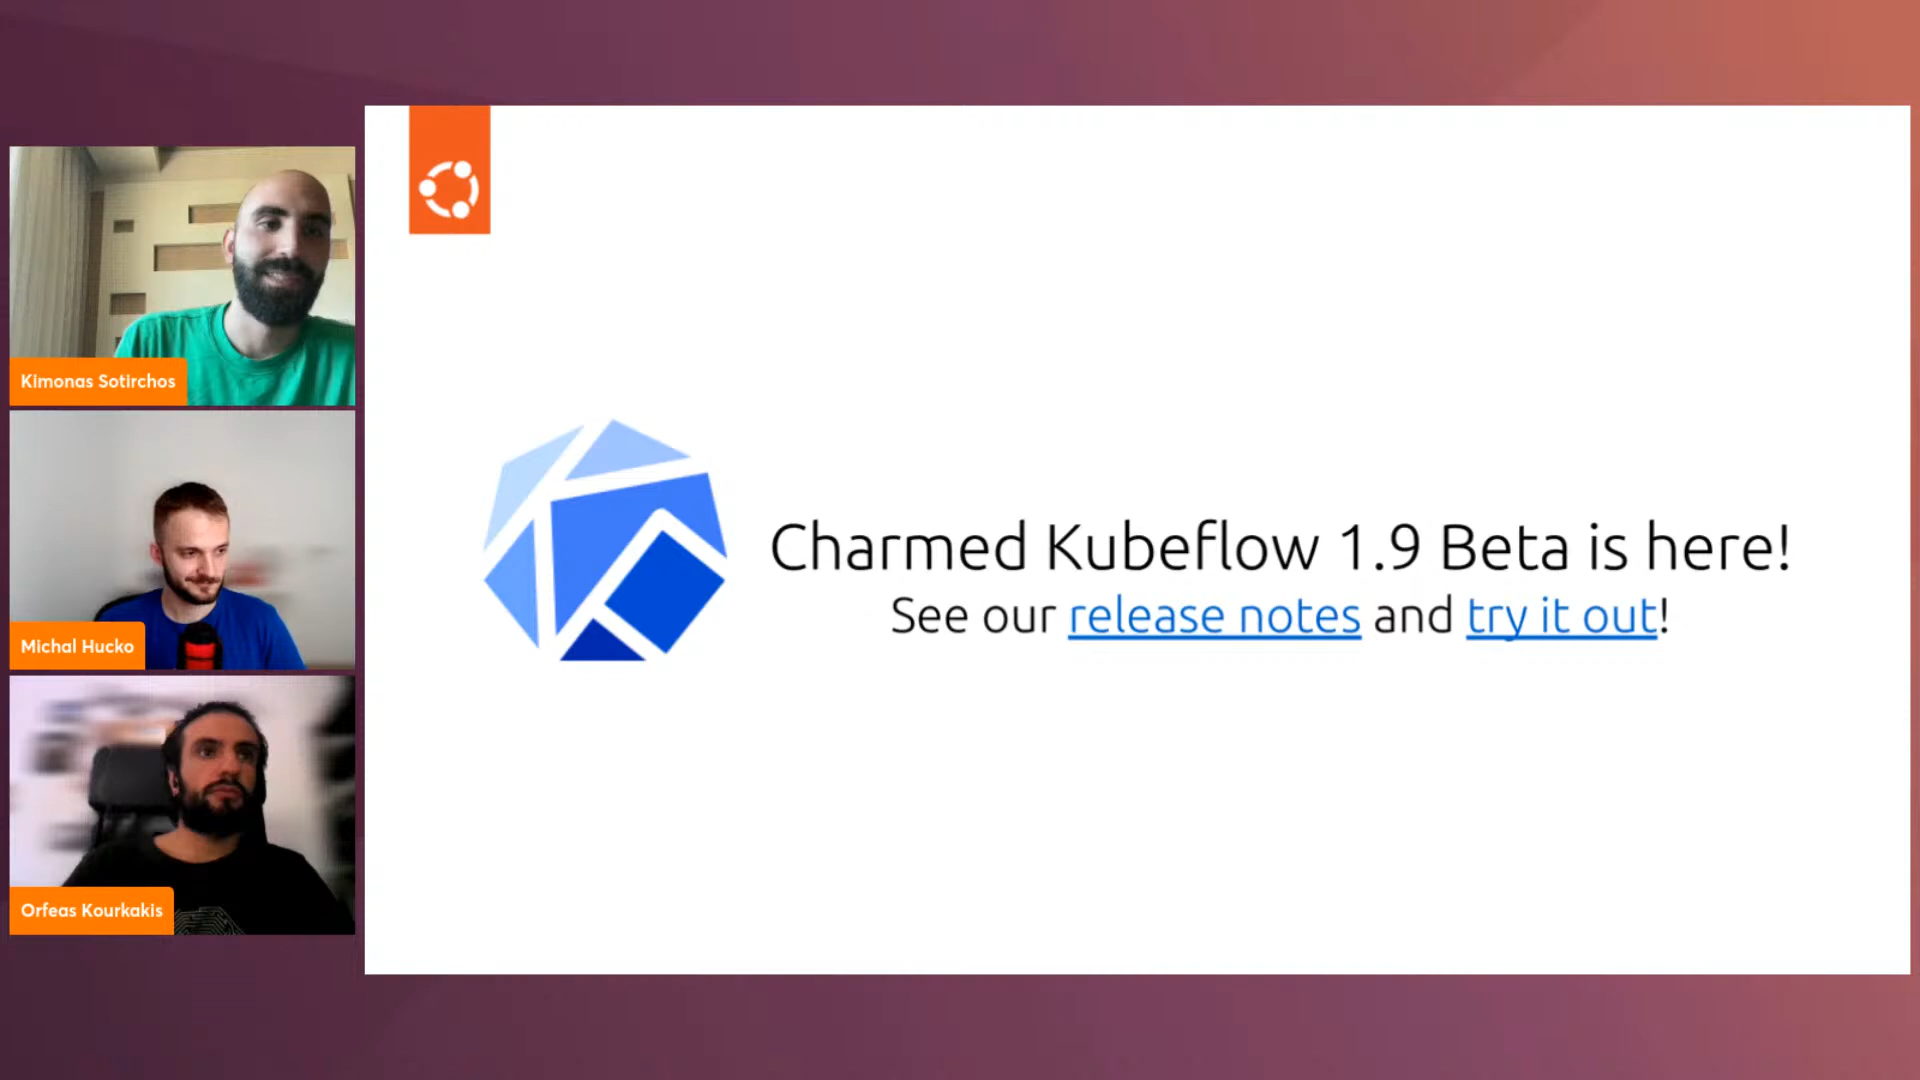 Kimonas Sotirchos
Michal Hucko
Orfeas Kourkakis
Charmed Kubeflow 1.9 Beta is here!
See our release notes and try it out!